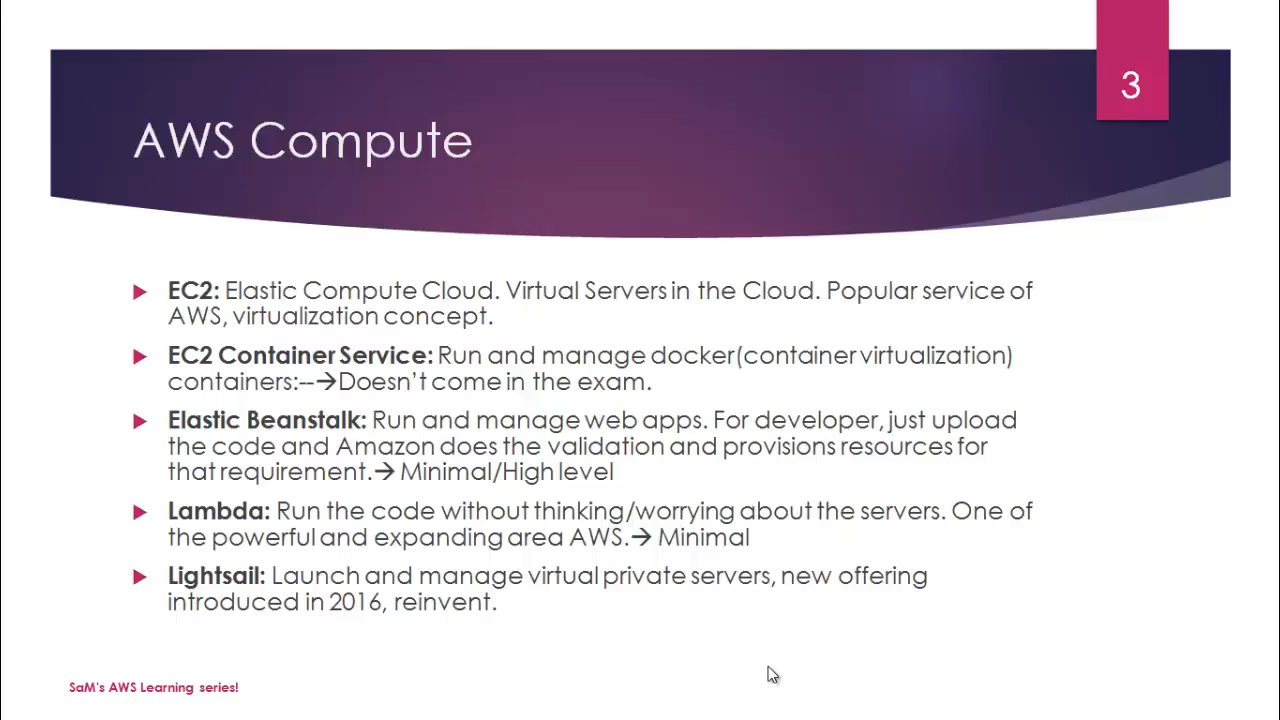 3
AWS Compute
EC2: Elastic Compute Cloud. Virtual Servers in the Cloud. Popular service of
AWS, virtualization concept.
EC2 Container Service: Run and manage docker(container virtualization)
containers:--→Doesn't come in the exam.
Elastic Beanstalk: Run and manage web apps. For developer, just upload
the code and Amazon does the validation and provisions resources for
that requirement.→ Minimal/High level
Lambda: Run the code without thinking/worrying about the servers. One of
the powerful and expanding area AWS.→ Minimal
Lightsail: Launch and manage virtual private servers, new offering
introduced in 2016, reinvent.
SaM's AWS Learning series!